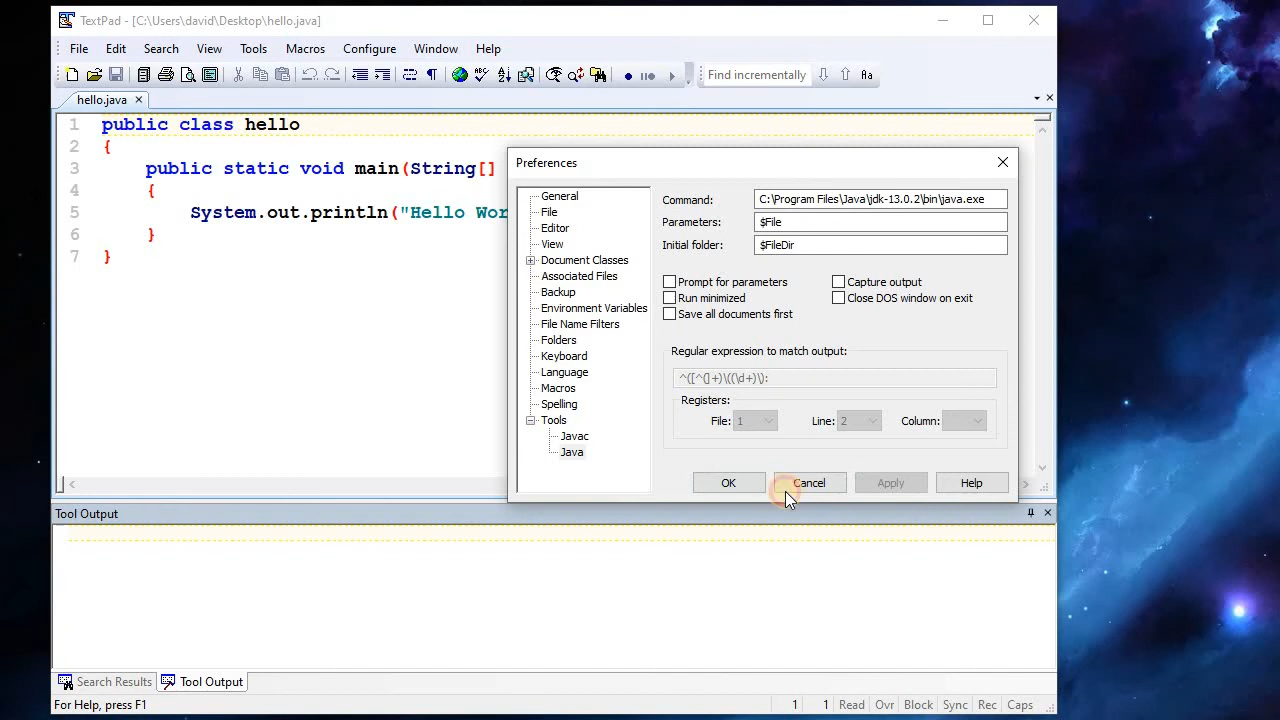 TextPad - [C:\Users\david\Desktop\hello.java]
File Edit Search View Tools Macros Configure Window Help
Find incrementally
hello.java
1 public class hello
2 {
3 public static void main(String[]
4 {
5 System.out.println("Hello Wor
6 }
7 }
Preferences
General
File
Editor
View
Document Classes
Associated Files
Backup
Environment Variables
File Name Filters
Folders
Keyboard
Language
Macros
Spelling
Tools
Javac
Java
Command: C:\Program Files\Java\jdk-13.0.2\bin\java.exe
Parameters: $File
Initial folder: $FileDir
Prompt for parameters Capture output
Run minimized Close DOS window on exit
Save all documents first
Regular expression to match output:
^([^(]+)\((\d+)\):
Registers:
File: 1 Line: 2 Column:
OK Cancel Apply Help
Tool Output
Search Results Tool Output
For Help, press F1 1 1 Read Ovr Block Sync Rec Caps